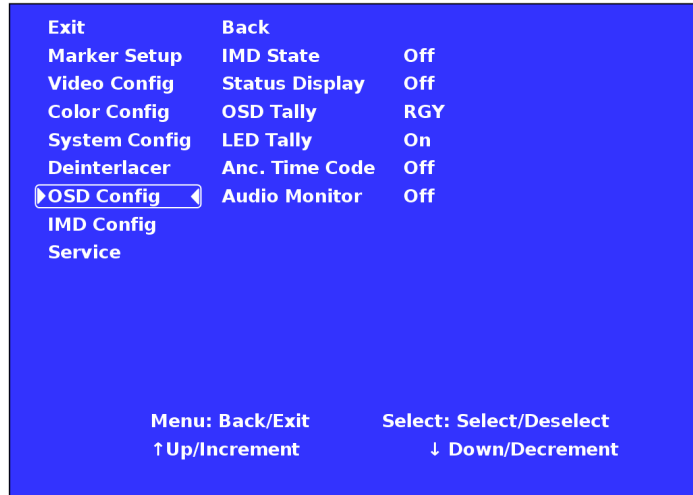 Exit Back
Marker Setup IMD State Off
Video Config Status Display Off
Color Config OSD Tally RGY
System Config LED Tally On
Deinterlacer Anc. Time Code Off
OSD Config Audio Monitor Off
IMD Config
Service
Menu: Back/Exit Select: Select/Deselect
↑Up/Increment ↓ Down/Decrement